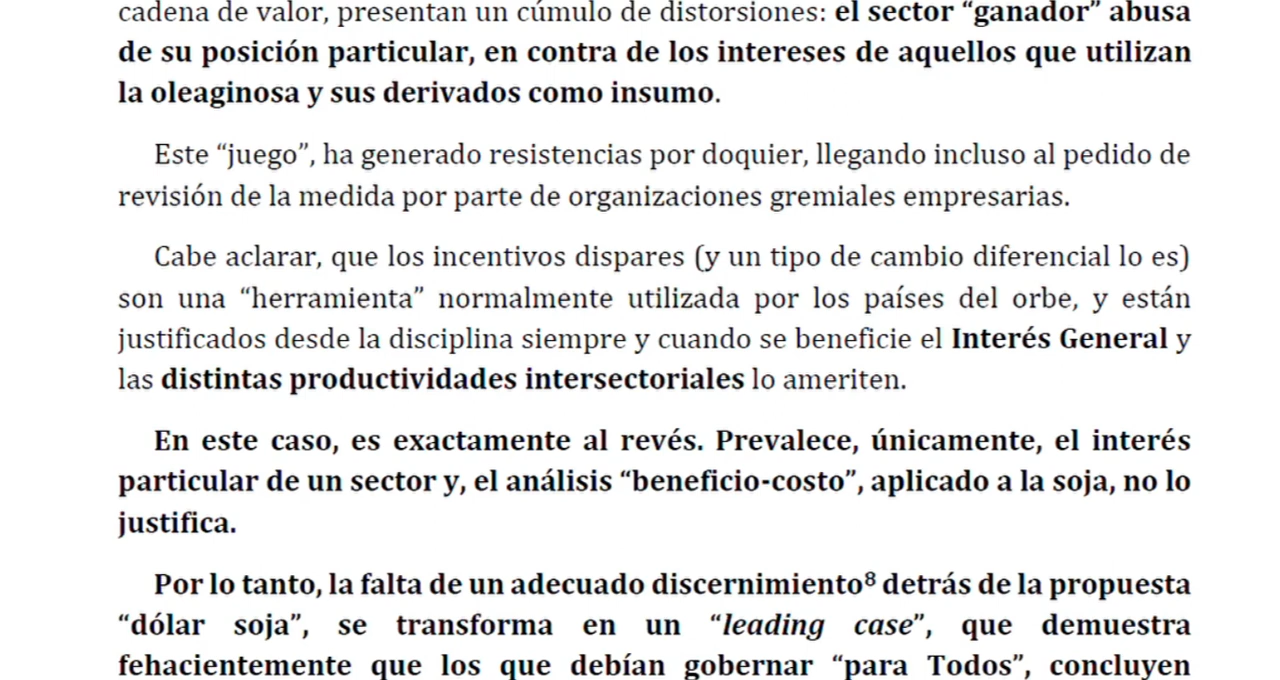 cadena de valor, presentan un cúmulo de distorsiones: el sector “ganador” abusa
de su posición particular, en contra de los intereses de aquellos que utilizan
la oleaginosa y sus derivados como insumo.
Este “juego”, ha generado resistencias por doquier, llegando incluso al pedido de
revisión de la medida por parte de organizaciones gremiales empresarias.
Cabe aclarar, que los incentivos dispares (y un tipo de cambio diferencial lo es)
son una “herramienta” normalmente utilizada por los países del orbe, y están
justificados desde la disciplina siempre y cuando se beneficie el Interés General y
las distintas productividades intersectoriales lo ameriten.
En este caso, es exactamente al revés. Prevalece, únicamente, el interés
particular de un sector y, el análisis “beneficio-costo”, aplicado a la soja, no lo
justifica.
Por lo tanto, la falta de un adecuado discernimiento⁸ detrás de la propuesta
“dólar soja”, se transforma en un “leading case”, que demuestra
fehacientemente que los que debían gobernar “para Todos”, concluyen